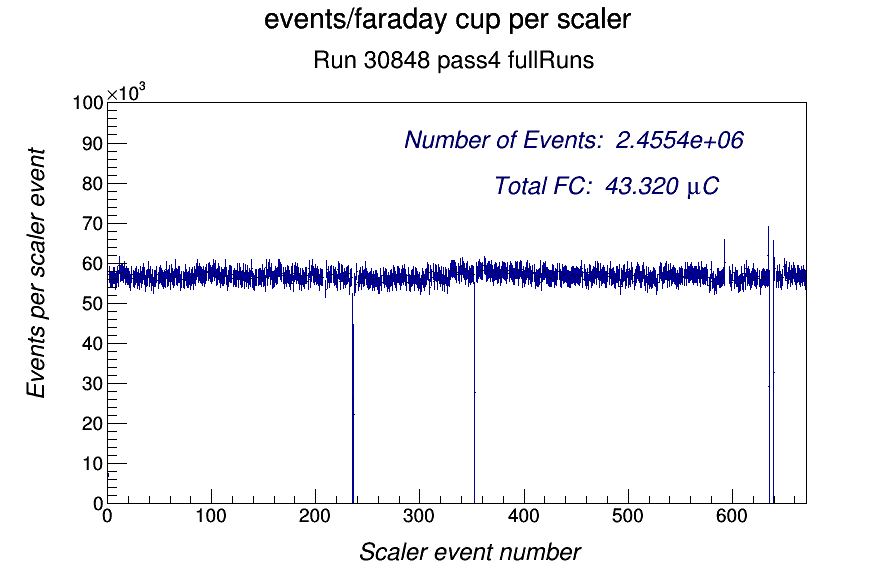 events/faraday cup per scaler
Run 30848 pass4 fullRuns
×10³
100
90
80
70
60
50
40
30
20
10
0
Events per scaler event
Number of Events: 2.4554e+06
Total FC: 43.320 μC
0 100 200 300 400 500 600
Scaler event number